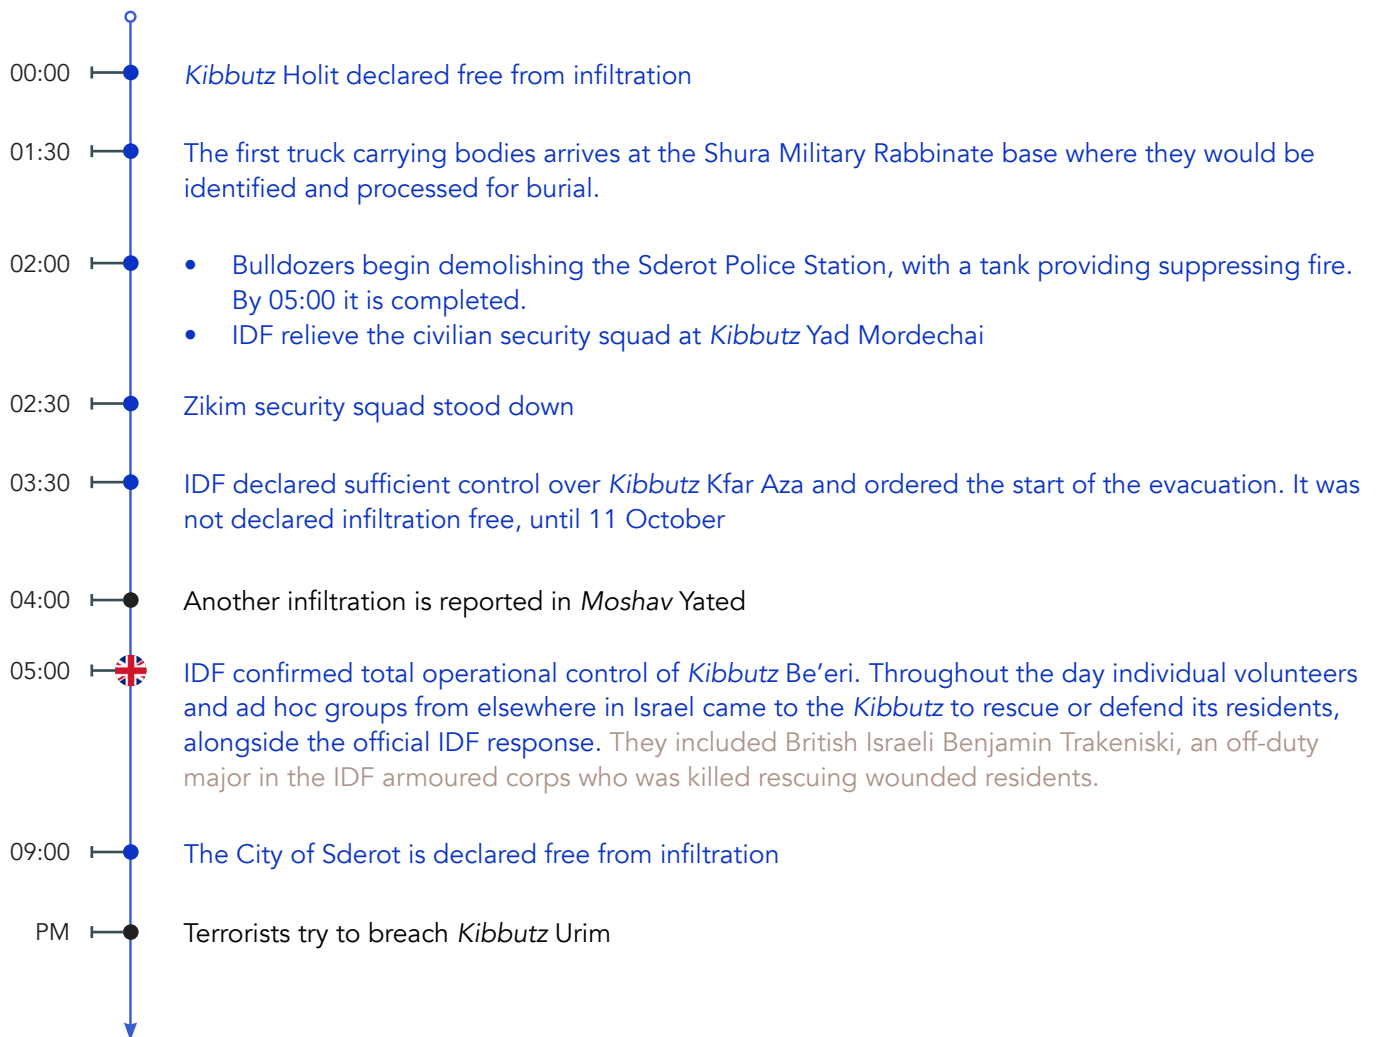 00:00 Kibbutz Holit declared free from infiltration
01:30 The first truck carrying bodies arrives at the Shura Military Rabbinate base where they would be
identified and processed for burial.
02:00 • Bulldozers begin demolishing the Sderot Police Station, with a tank providing suppressing fire.
By 05:00 it is completed.
• IDF relieve the civilian security squad at Kibbutz Yad Mordechai
02:30 Zikim security squad stood down
03:30 IDF declared sufficient control over Kibbutz Kfar Aza and ordered the start of the evacuation. It was
not declared infiltration free, until 11 October
04:00 Another infiltration is reported in Moshav Yated
05:00 IDF confirmed total operational control of Kibbutz Be’eri. Throughout the day individual volunteers
and ad hoc groups from elsewhere in Israel came to the Kibbutz to rescue or defend its residents,
alongside the official IDF response. They included British Israeli Benjamin Trakeniski, an off-duty
major in the IDF armoured corps who was killed rescuing wounded residents.
09:00 The City of Sderot is declared free from infiltration
PM Terrorists try to breach Kibbutz Urim